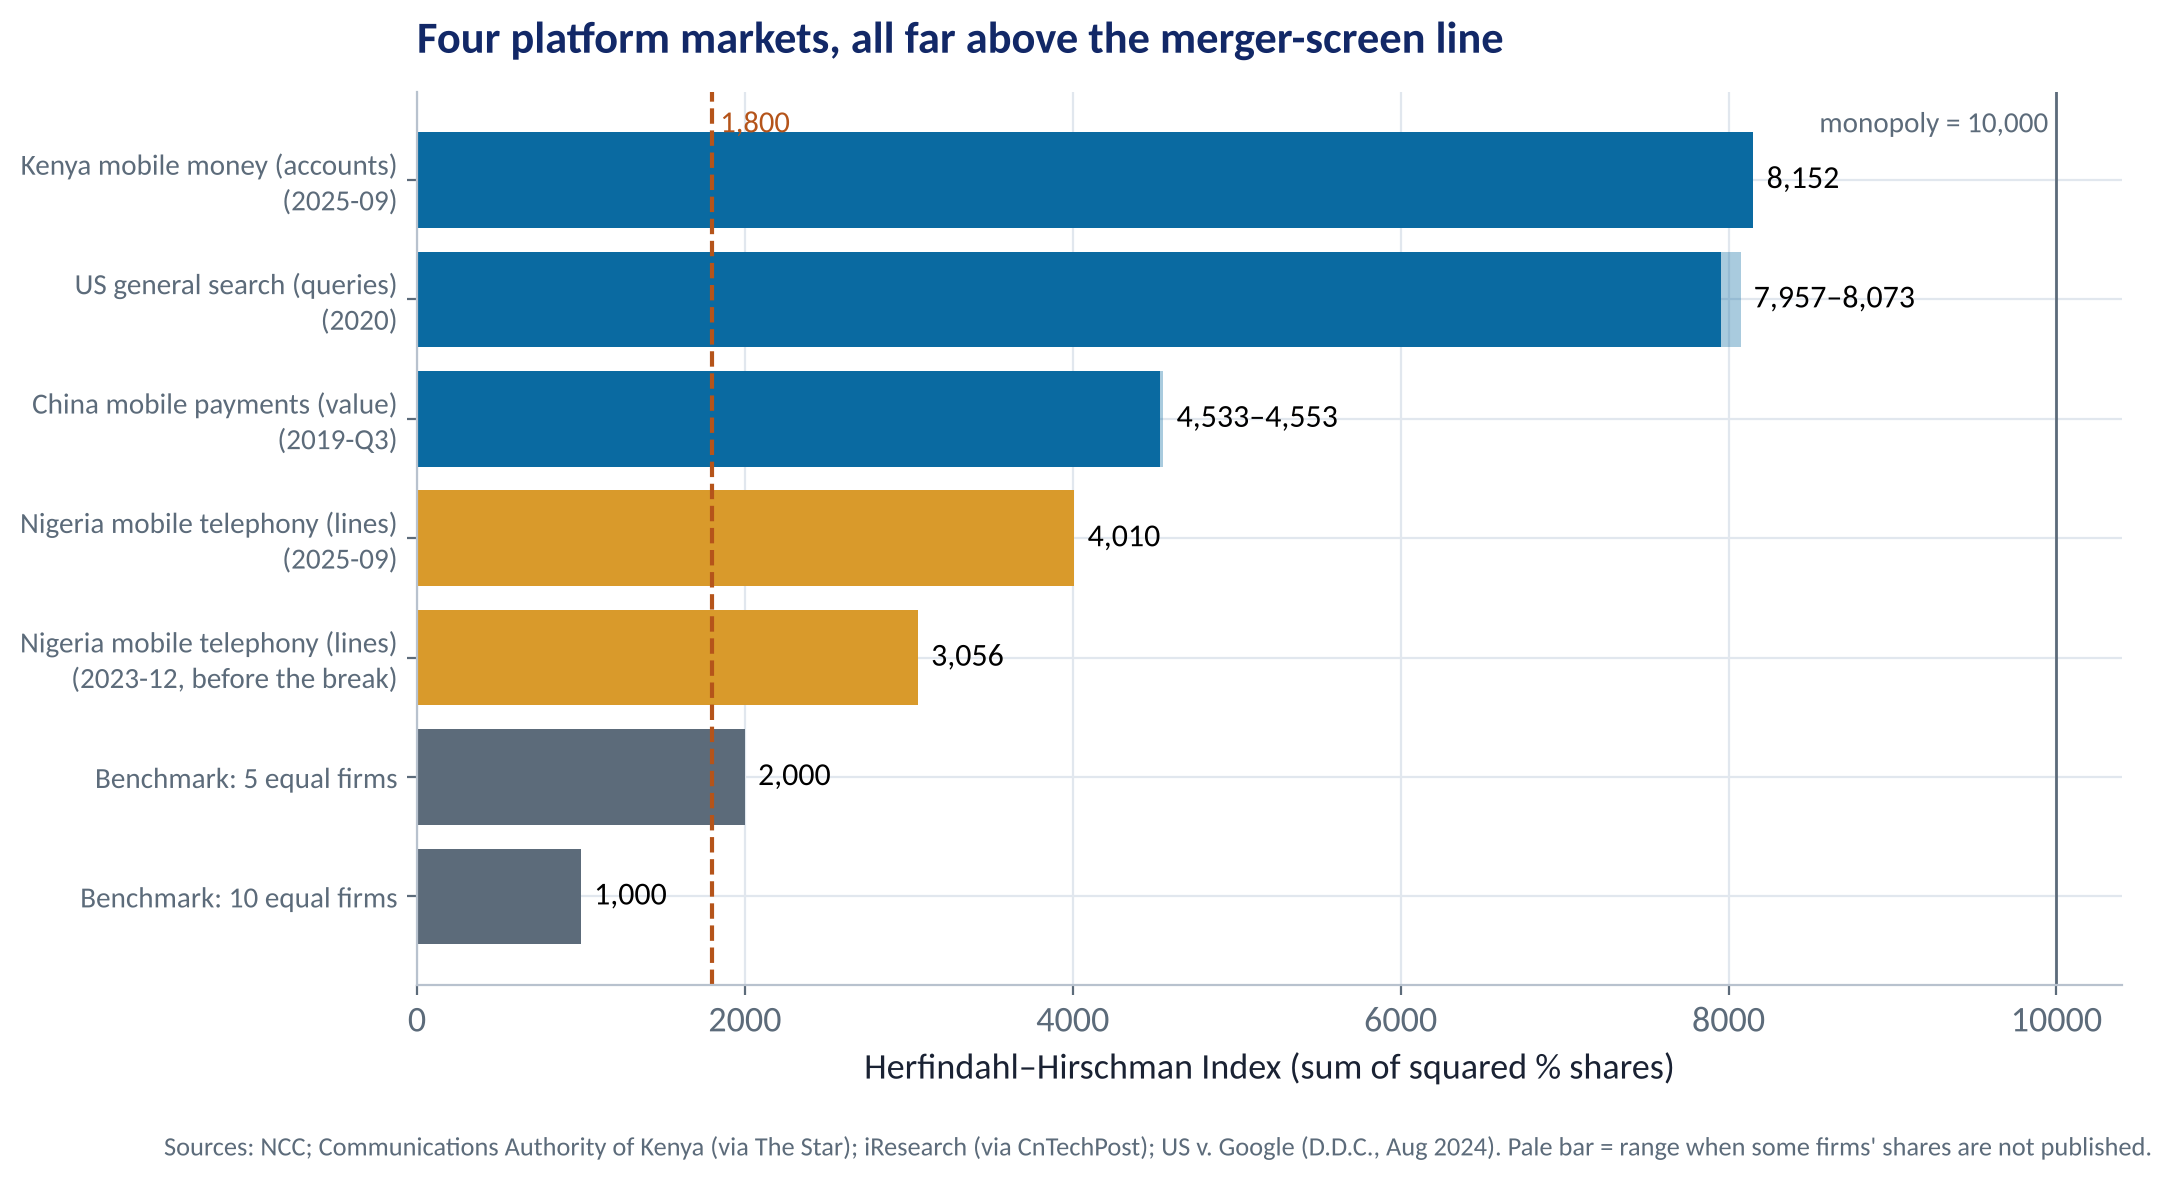 Four platform markets, all far above the merger-screen line
1,800
monopoly = 10,000
Kenya mobile money (accounts)
(2025-09)
8,152
US general search (queries)
(2020)
7,957–8,073
China mobile payments (value)
(2019-Q3)
4,533–4,553
Nigeria mobile telephony (lines)
(2025-09)
4,010
Nigeria mobile telephony (lines)
(2023-12, before the break)
3,056
Benchmark: 5 equal firms
2,000
Benchmark: 10 equal firms
1,000
0 2000 4000 6000 8000 10000
Herfindahl–Hirschman Index (sum of squared % shares)
Sources: NCC; Communications Authority of Kenya (via The Star); iResearch (via CnTechPost); US v. Google (D.D.C., Aug 2024). Pale bar = range when some firms' shares are not published.